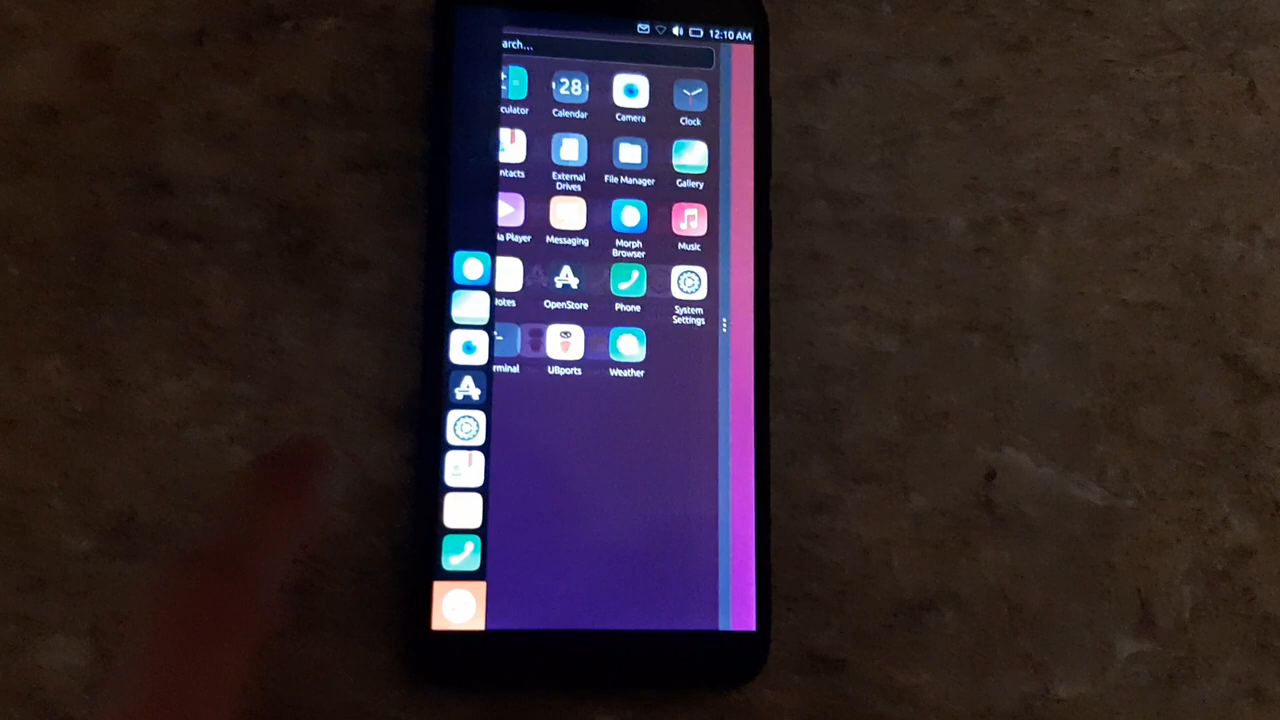 12:10 AM
arch...
culator
28
Calendar
Camera
Clock
ntacts
External
Drives
File Manager
Gallery
ia Player
Messaging
Morph
Browser
Music
lotes
OpenStore
Phone
System
Settings
rminal
UBports
Weather